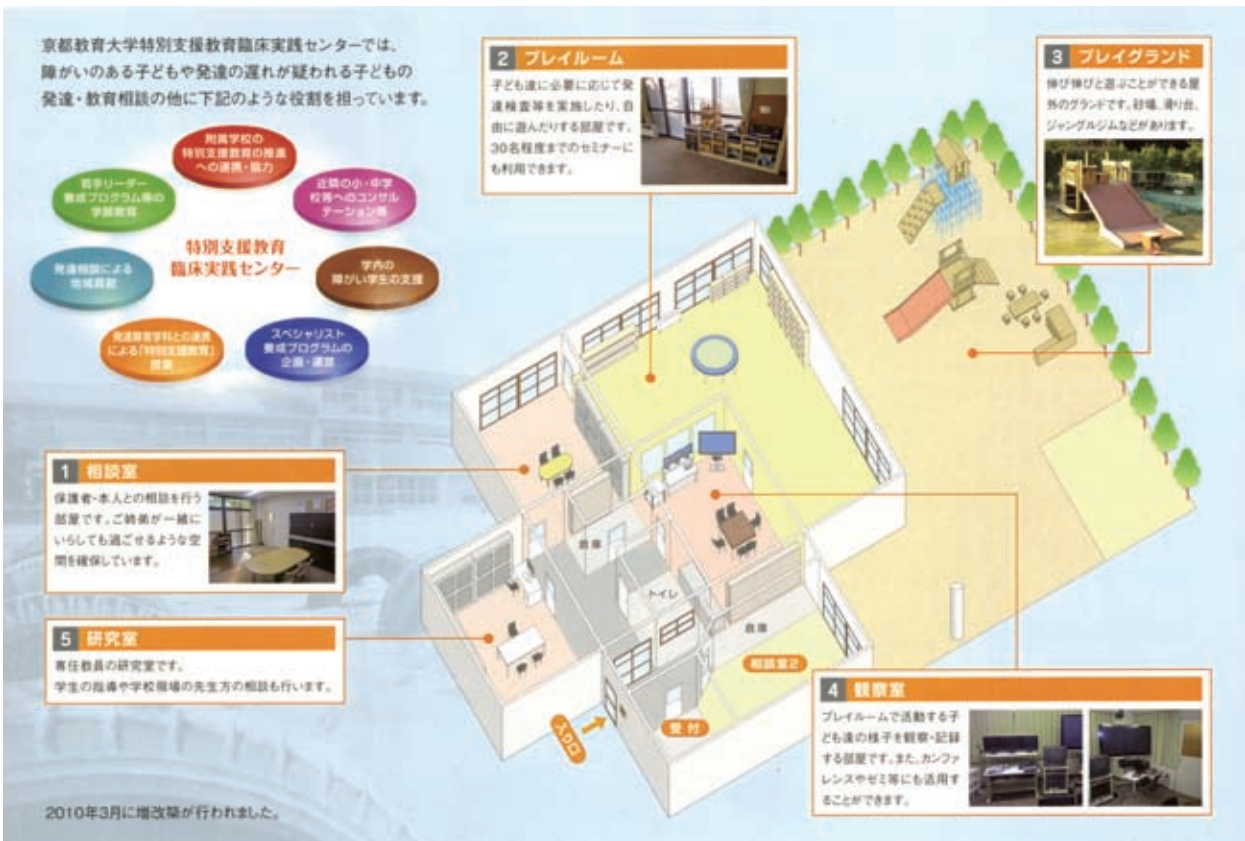 京都教育大学特別支援教育臨床実践センターでは、
障がいのある子どもや発達の遅れが疑われる子どもの
発達・教育相談の他に下記のような役割を担っています。
附属学校の
特別支援教育の推進
への連携・協力
若手リーダー
養成プログラム等の
学部教育
近隣の小・中学
校等へのコンサル
テーション等
特別支援教育
臨床実践センター
発達相談による
地域貢献
学内の
障がい学生の支援
発達障害学科との連携
による「特別支援教育」
授業
スペシャリスト
養成プログラムの
企画・運営
2 プレイルーム
子ども達に必要に応じて発
達検査等を実施したり、自
由に遊んだりする部屋です。
30名程度までのセミナーに
も利用できます。
3 プレイグランド
伸び伸びと遊ぶことができる屋
外のグランドです。砂場、滑り台、
ジャングルジムなどがあります。
1 相談室
保護者・本人との相談を行う
部屋です。ご姉弟が一緒に
いらしても過ごせるような空
間を確保しています。
5 研究室
専任教員の研究室です。
学生の指導や学校現場の先生方の相談も行います。
倉庫
トイレ
倉庫
相談室2
受付
入り口
4 観察室
プレイルームで活動する子
ども達の様子を観察・記録
する部屋です。また、カンファ
レンスやゼミ等にも活用す
ることができます。
2010年3月に増改築が行われました。